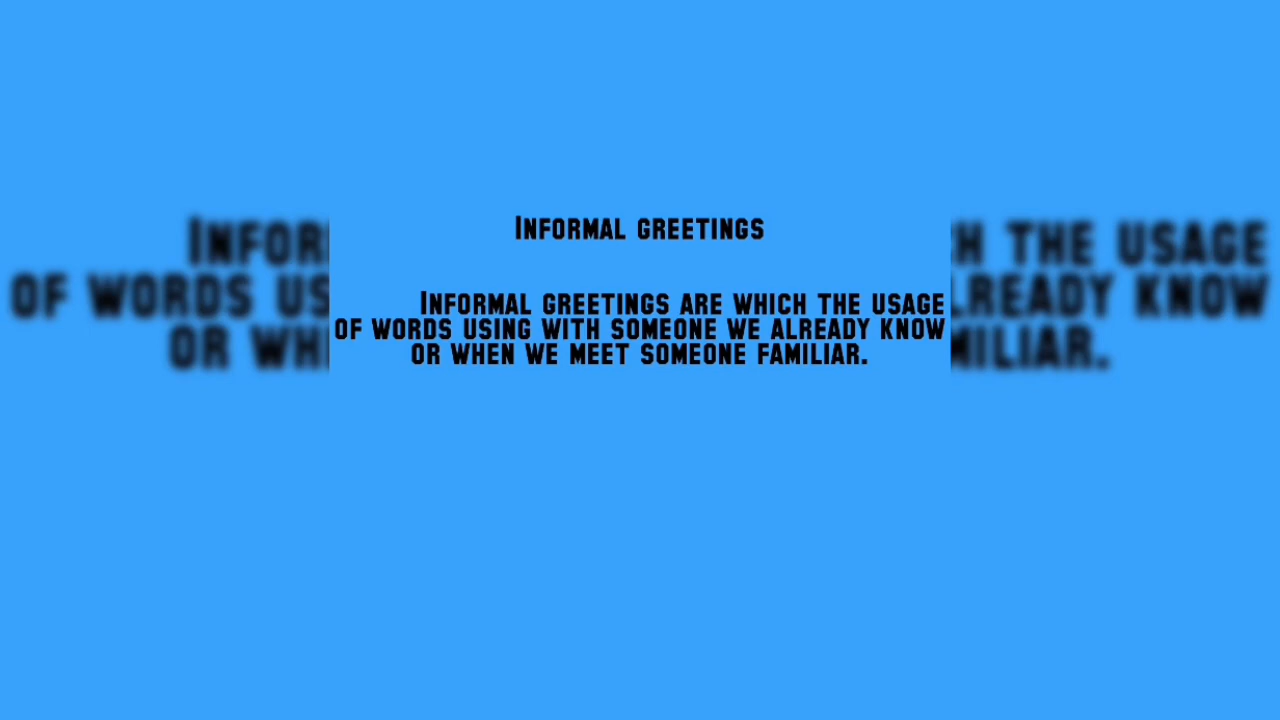 Informal greetings
Informal greetings are which the usage
of words using with someone we already know
or when we meet someone familiar.